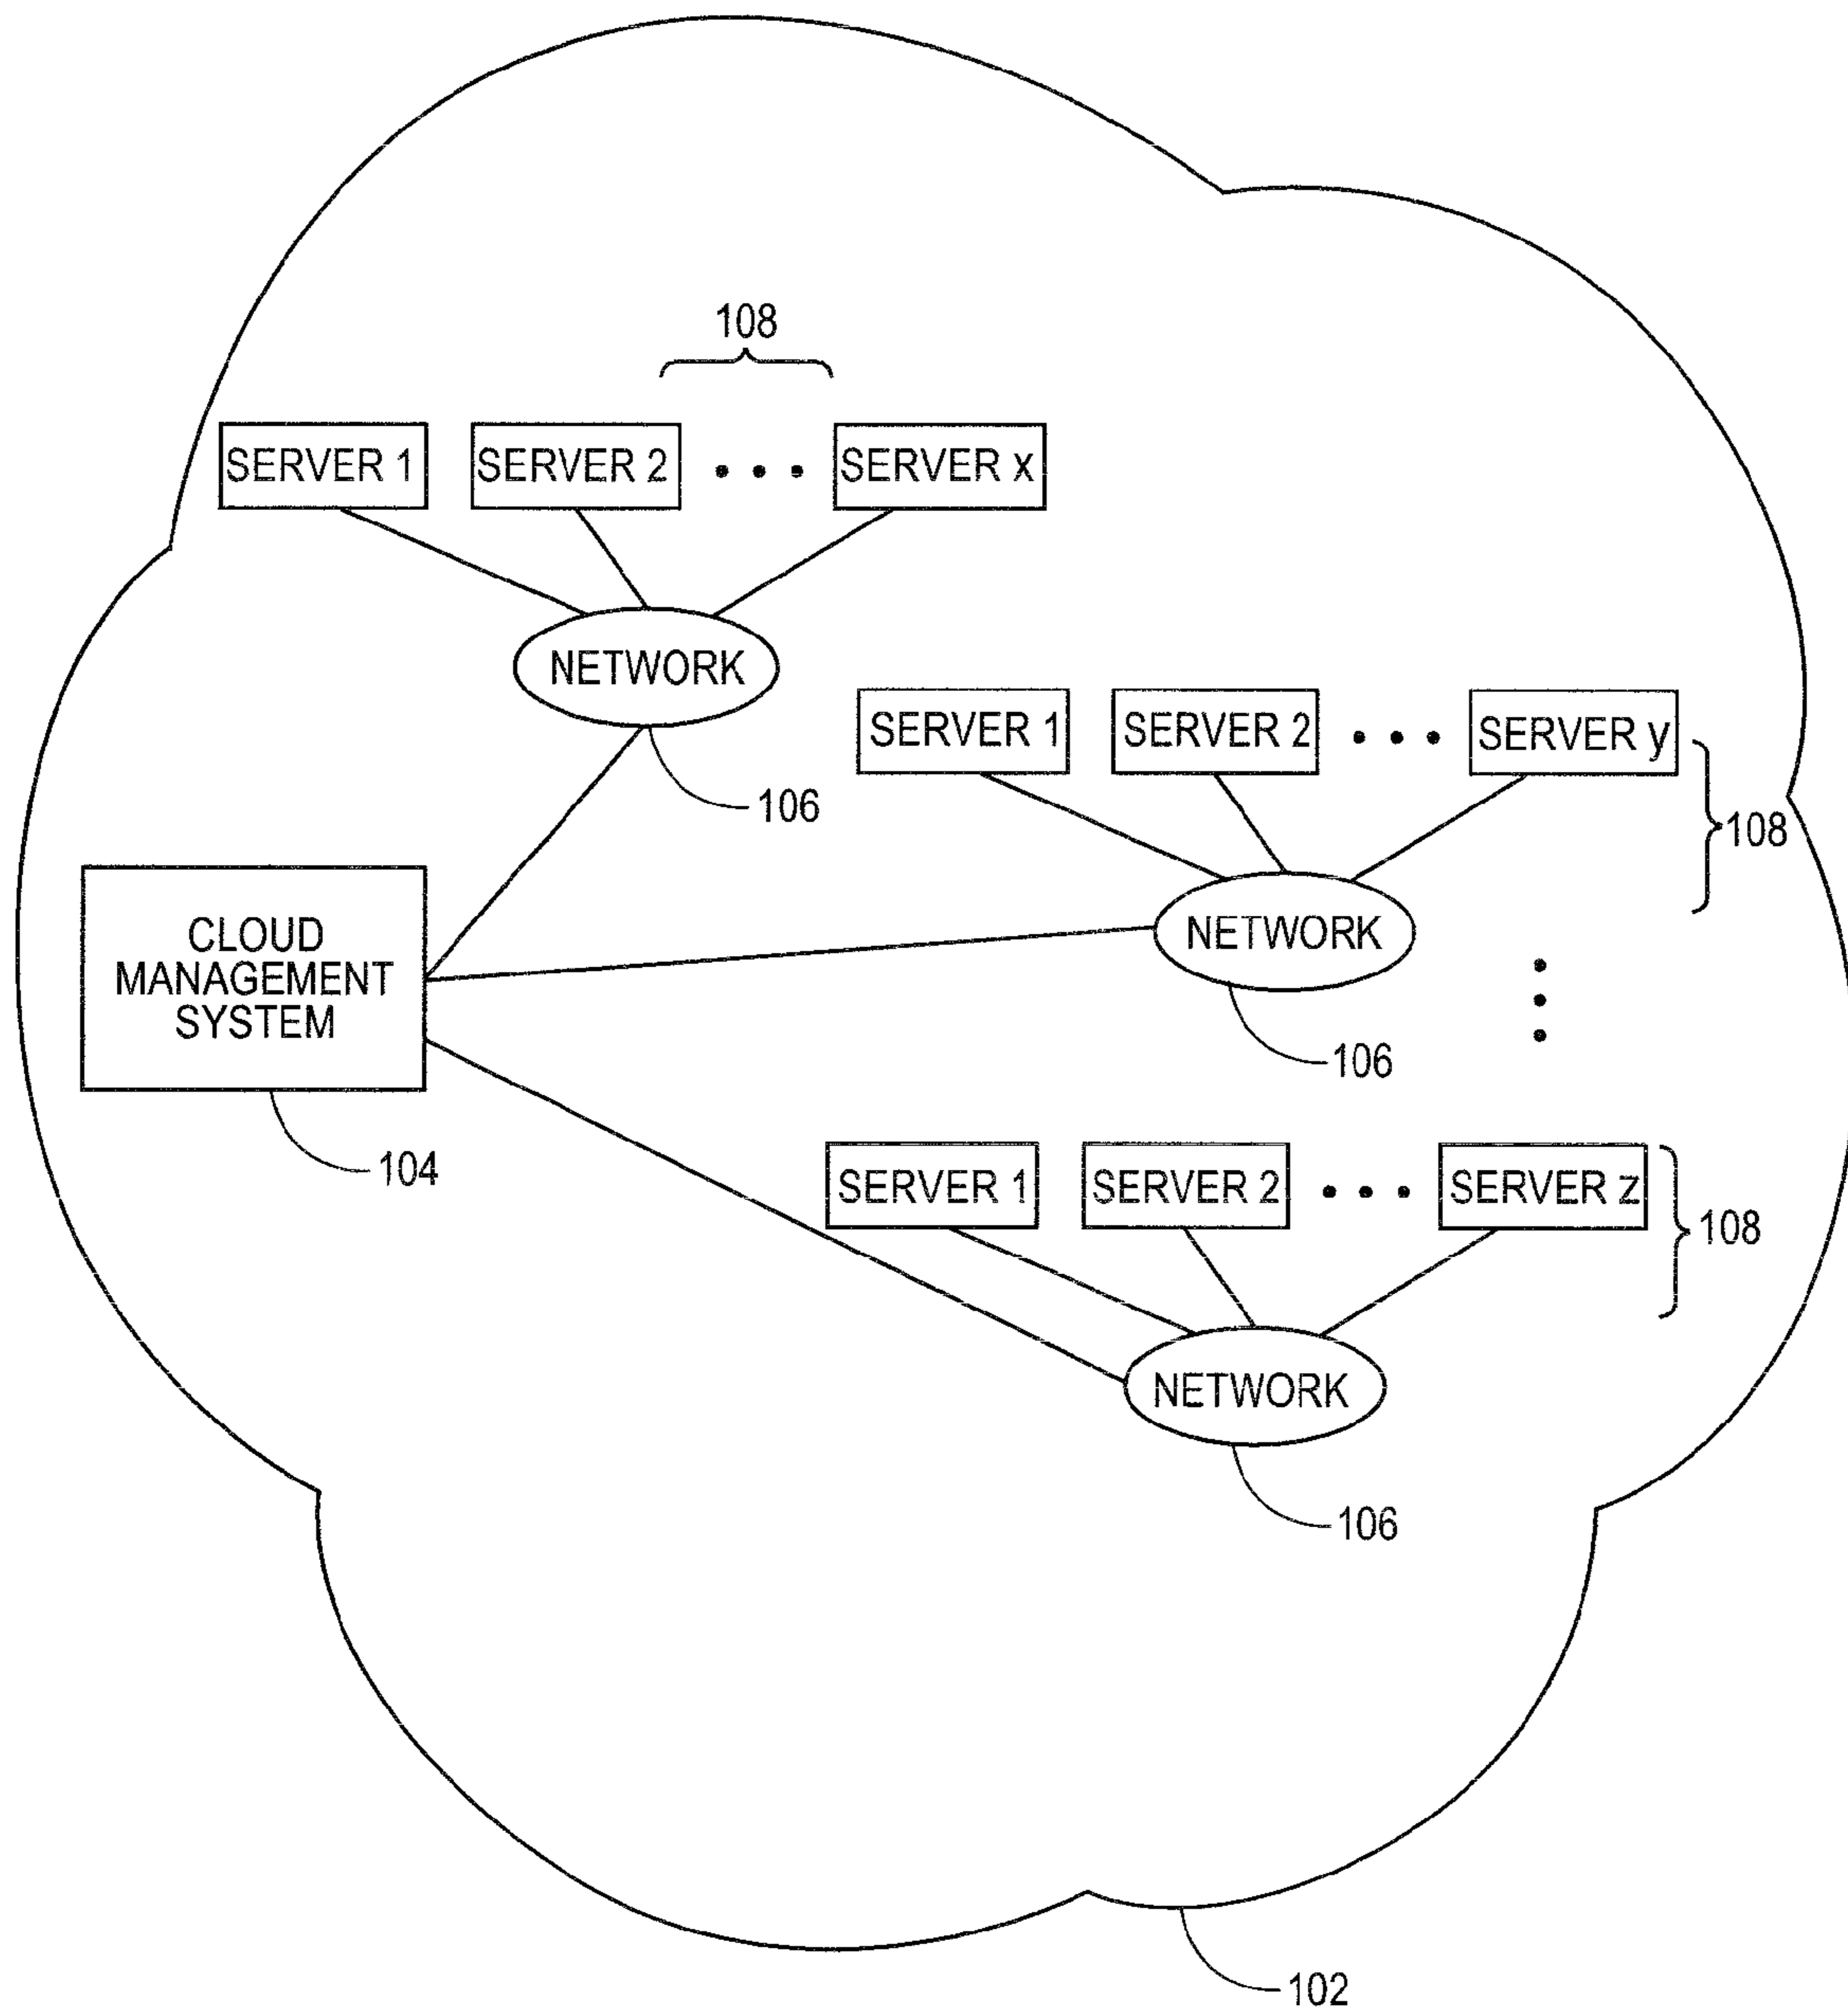 108
SERVER 1 SERVER 2 • • • SERVER x
NETWORK
106
SERVER 1 SERVER 2 • • • SERVER y
108
NETWORK
106
CLOUD
MANAGEMENT
SYSTEM
104
SERVER 1 SERVER 2 • • • SERVER z
108
NETWORK
106
102